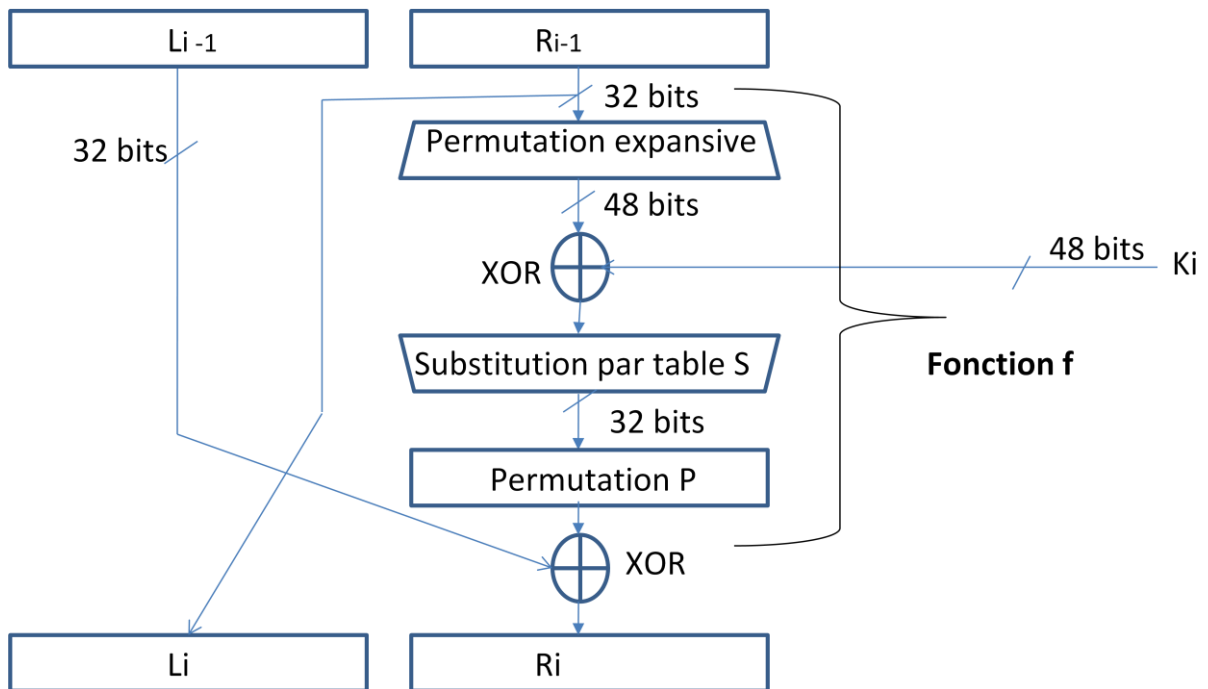 Li -1
Ri-1
32 bits
32 bits
Permutation expansive
48 bits
XOR
48 bits
Ki
Substitution par table S
Fonction f
32 bits
Permutation P
XOR
Li
Ri